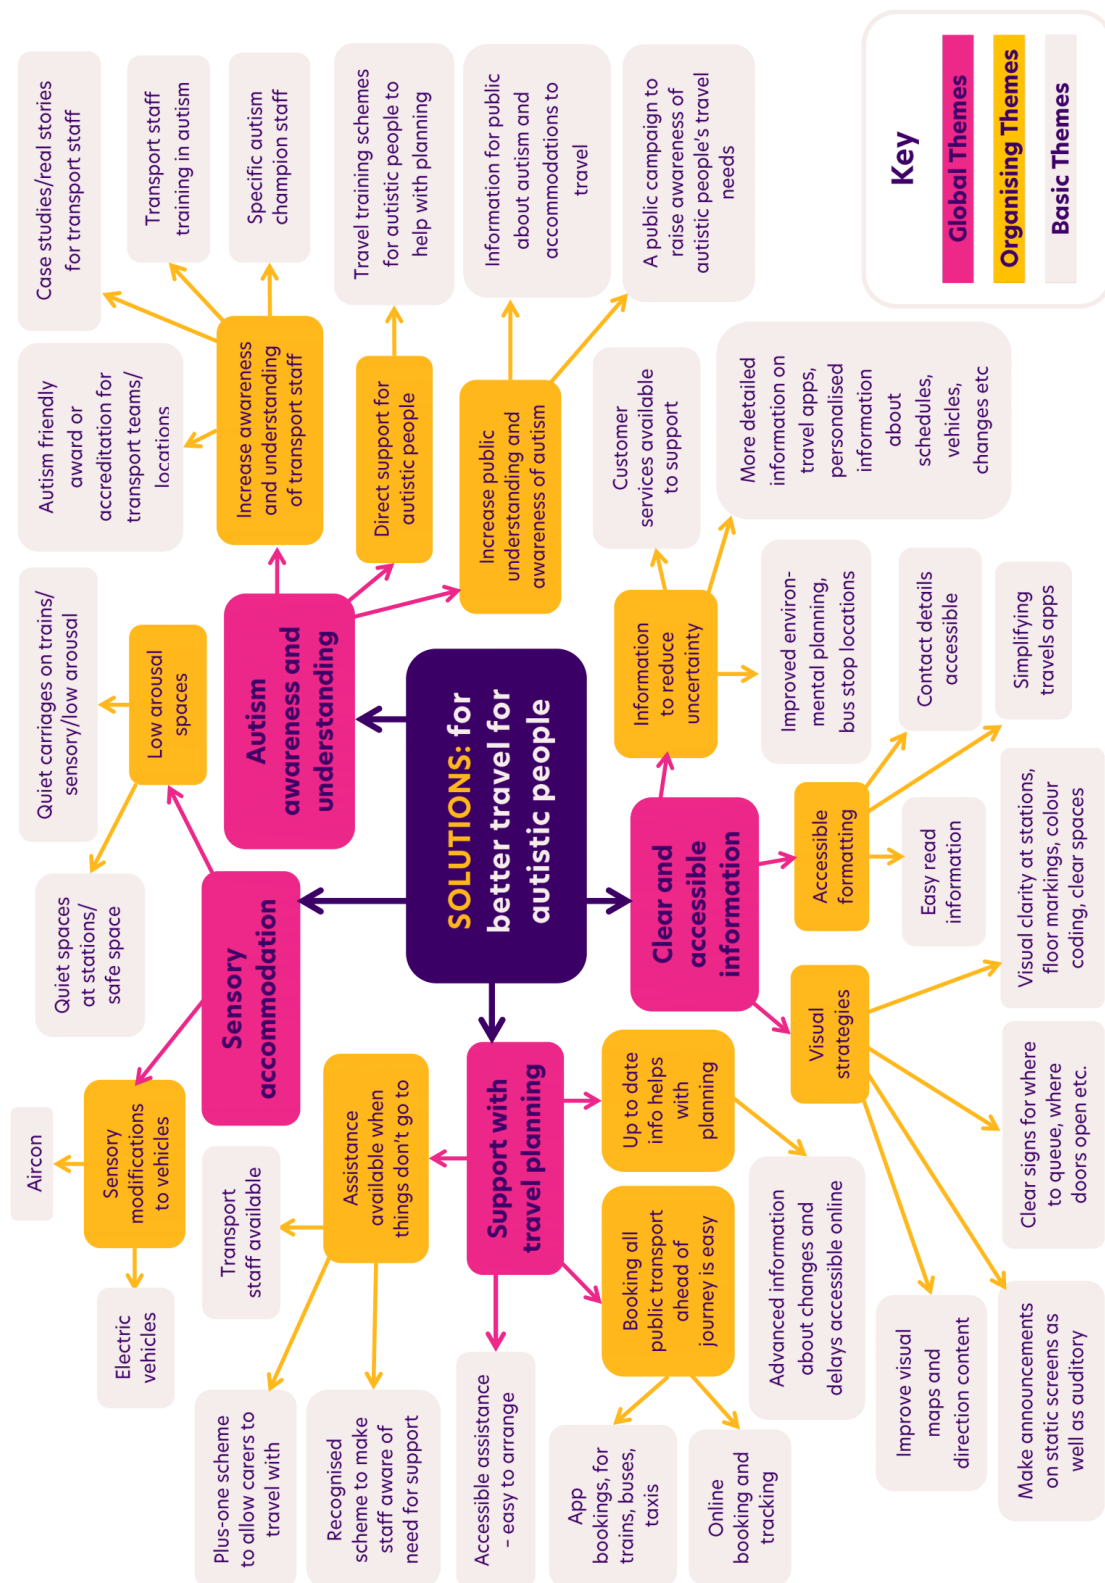 SOLUTIONS: for
better travel for
autistic people
Sensory
accommodation
Sensory
modifications
to vehicles
Electric
vehicles
Aircon
Low arousal
spaces
Quiet spaces
at stations/
safe space
Quiet carriages on trains/
sensory/low arousal
Autism
awareness and
understanding
Increase awareness
and understanding
of transport staff
Autism friendly
award or
accreditation for
transport teams/
locations
Case studies/real stories
for transport staff
Transport staff
training in autism
Specific autism
champion staff
Direct support for
autistic people
Travel training schemes
for autistic people to
help with planning
Increase public
understanding and
awareness of autism
Information for public
about autism and
accommodations to
travel
A public campaign to
raise awareness of
autistic people's travel
needs
Support with
travel planning
Assistance
available when
things don't go to
Transport
staff available
Plus-one scheme
to allow carers to
travel with
Recognised
scheme to make
staff aware of
need for support
Accessible assistance
– easy to arrange
Booking all
public transport
ahead of
journey is easy
App
bookings, for
trains, buses,
taxis
Online
booking and
tracking
Up to date
info helps
with
planning
Advanced information
about changes and
delays accessible online
Clear and
accessible
information
Information
to reduce
uncertainty
Customer
services available
to support
More detailed
information on
travel apps,
personalised
information
about
schedules,
vehicles,
changes etc
Improved environ-
mental planning,
bus stop locations
Accessible
formatting
Contact details
accessible
Simplifying
travels apps
Easy read
information
Visual
strategies
Visual clarity at stations,
floor markings, colour
coding, clear spaces
Clear signs for where
to queue, where
doors open etc.
Make announcements
on static screens as
well as auditory
Improve visual
maps and
direction content
Key
Global Themes
Organising Themes
Basic Themes